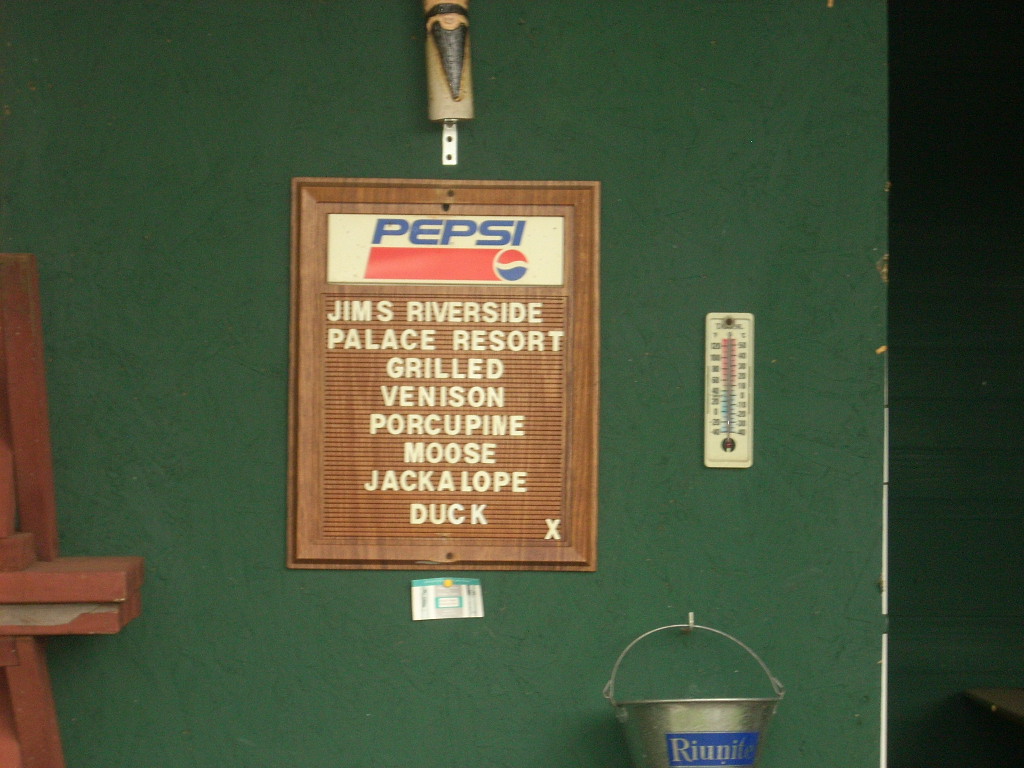 PEPSI
JIMS RIVERSIDE
PALACE RESORT
GRILLED
VENISON
PORCUPINE
MOOSE
JACKALOPE
DUCK
X
Riunite